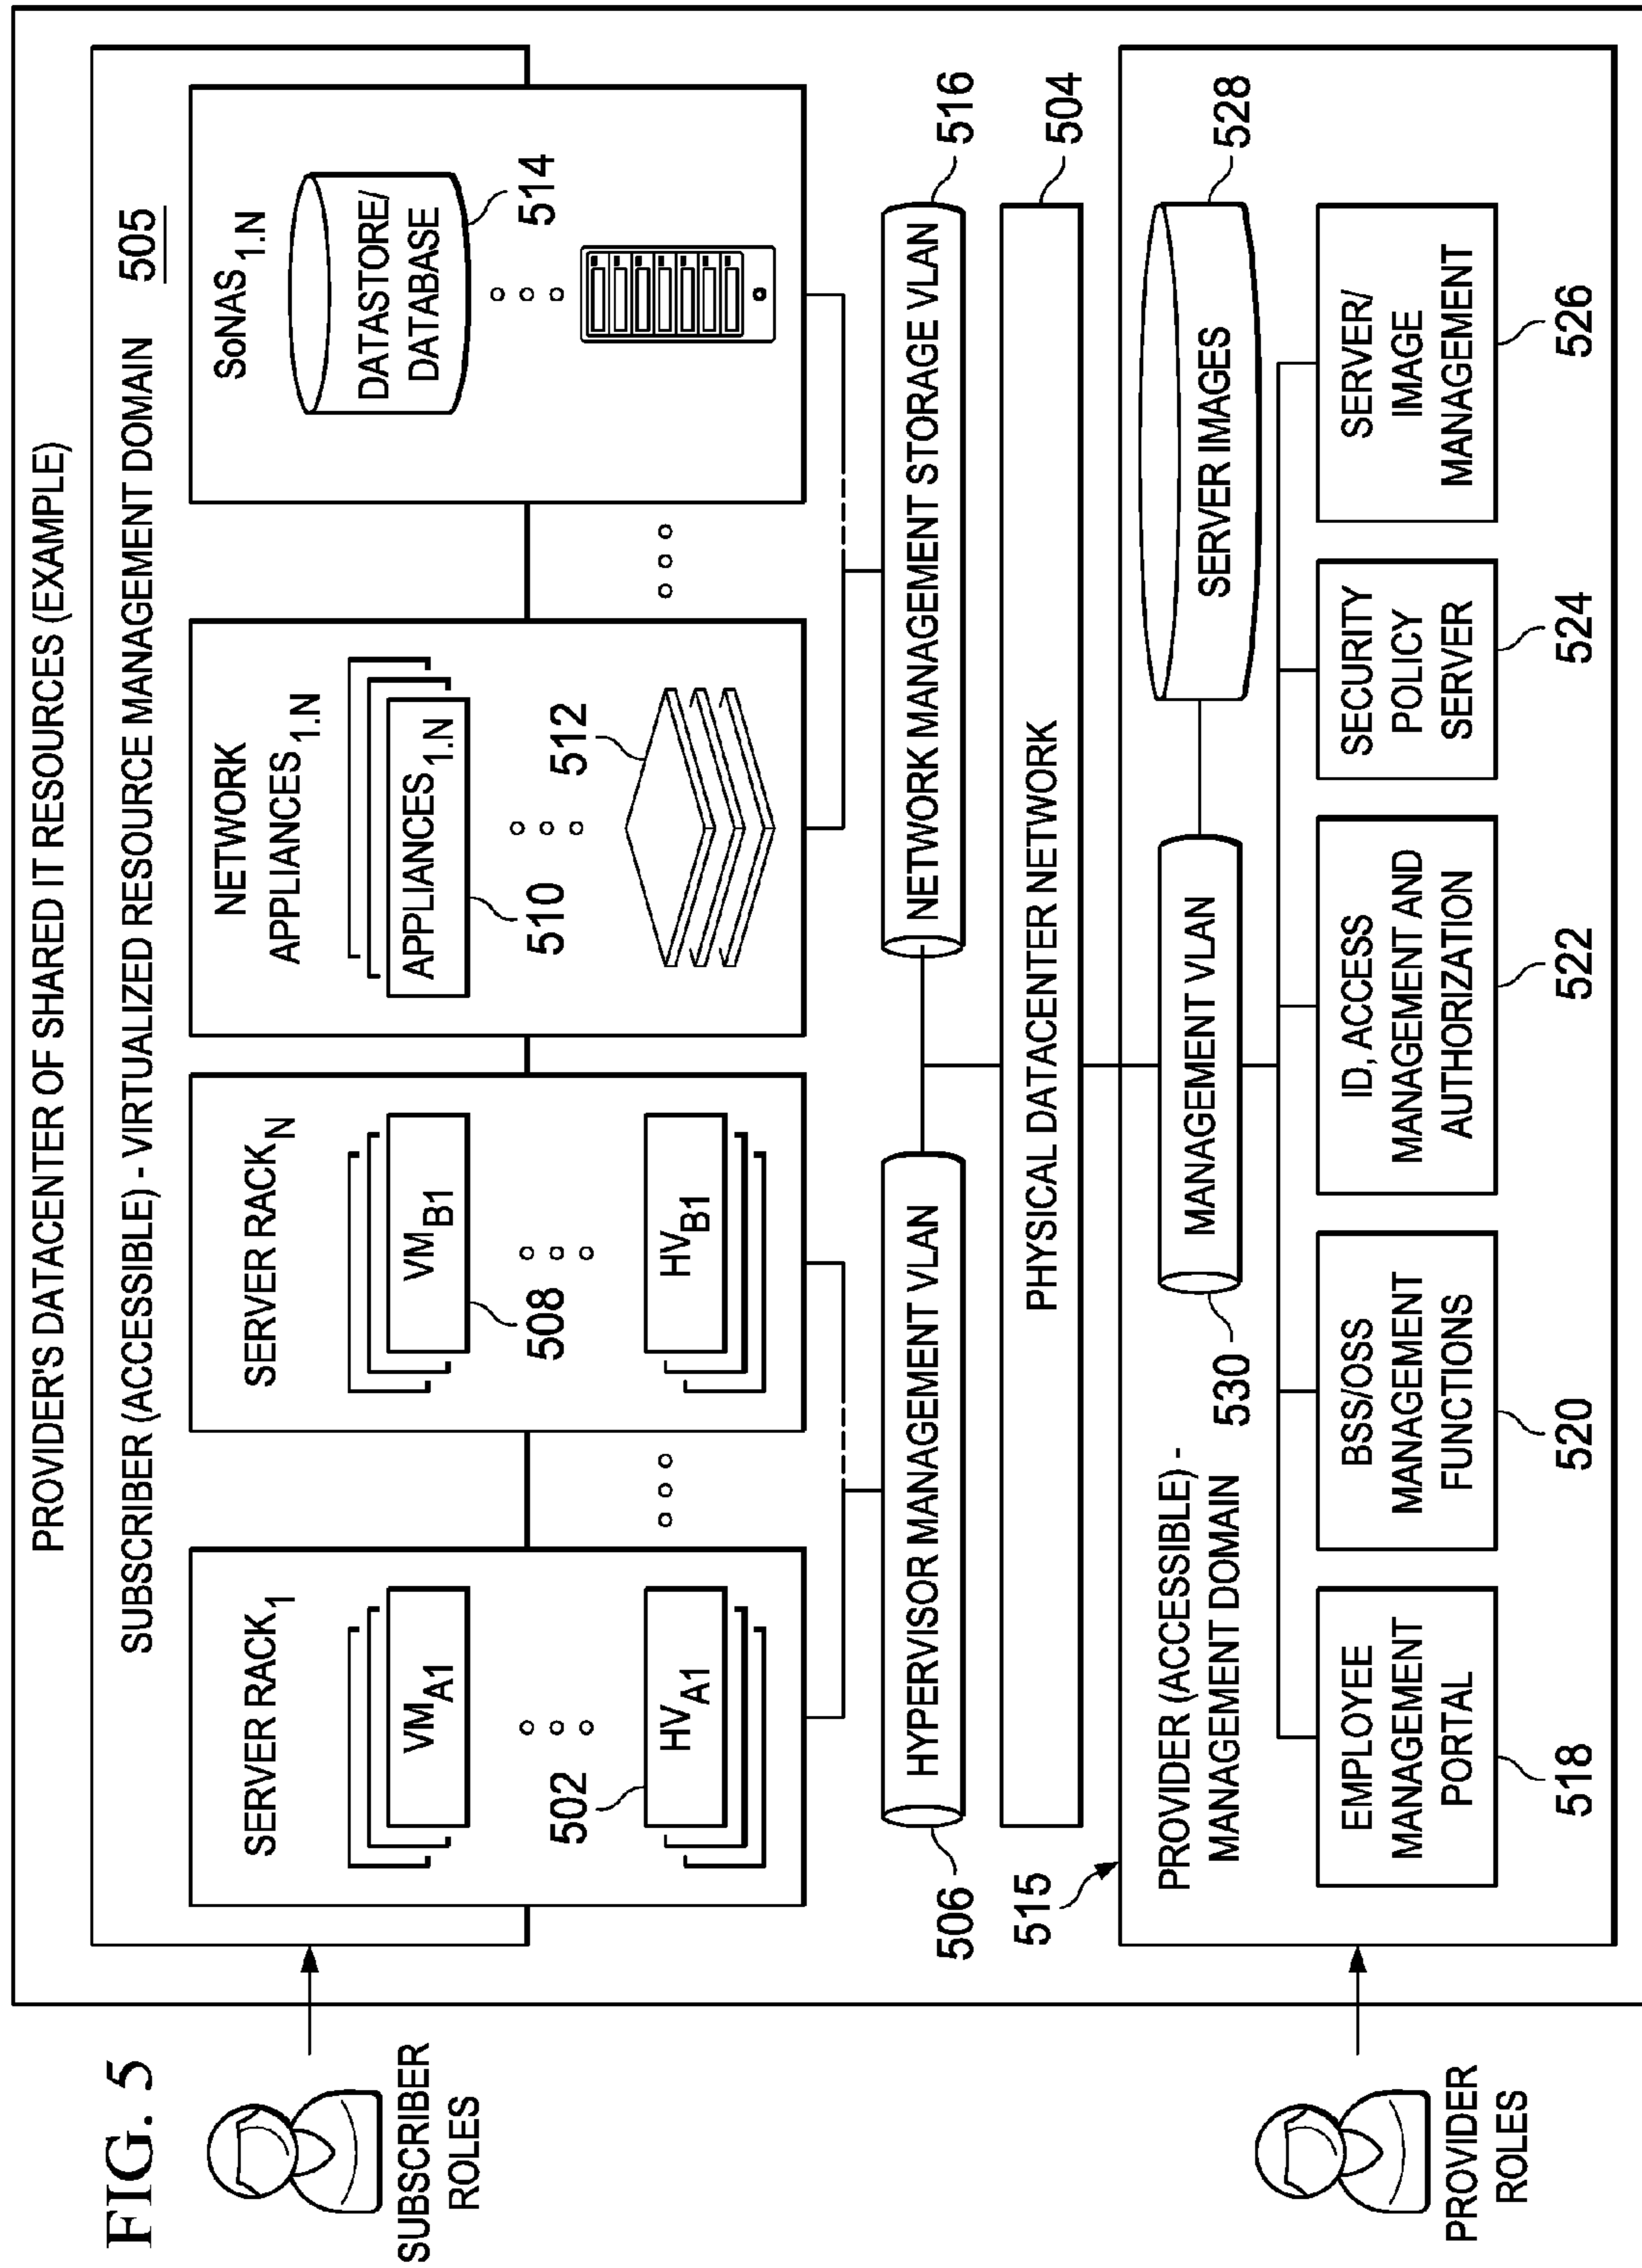 FIG. 5
PROVIDER'S DATACENTER OF SHARED IT RESOURCES (EXAMPLE)
SUBSCRIBER (ACCESSIBLE) - VIRTUALIZED RESOURCE MANAGEMENT DOMAIN 505
SUBSCRIBER
ROLES
SERVER RACK1
VMA1
502
HVA1
SERVER RACKN
VMB1
508
HVB1
NETWORK
APPLIANCES1.N
APPLIANCES1.N
510
512
SoNAS1.N
DATASTORE/
DATABASE
514
HYPERVISOR MANAGEMENT VLAN
506
NETWORK MANAGEMENT STORAGE VLAN
516
PHYSICAL DATACENTER NETWORK
504
515
PROVIDER
ROLES
PROVIDER (ACCESSIBLE) -
MANAGEMENT DOMAIN
MANAGEMENT VLAN
530
SERVER IMAGES
528
EMPLOYEE
MANAGEMENT
PORTAL
518
BSS/OSS
MANAGEMENT
FUNCTIONS
520
ID, ACCESS
MANAGEMENT AND
AUTHORIZATION
522
SECURITY
POLICY
SERVER
524
SERVER/
IMAGE
MANAGEMENT
526